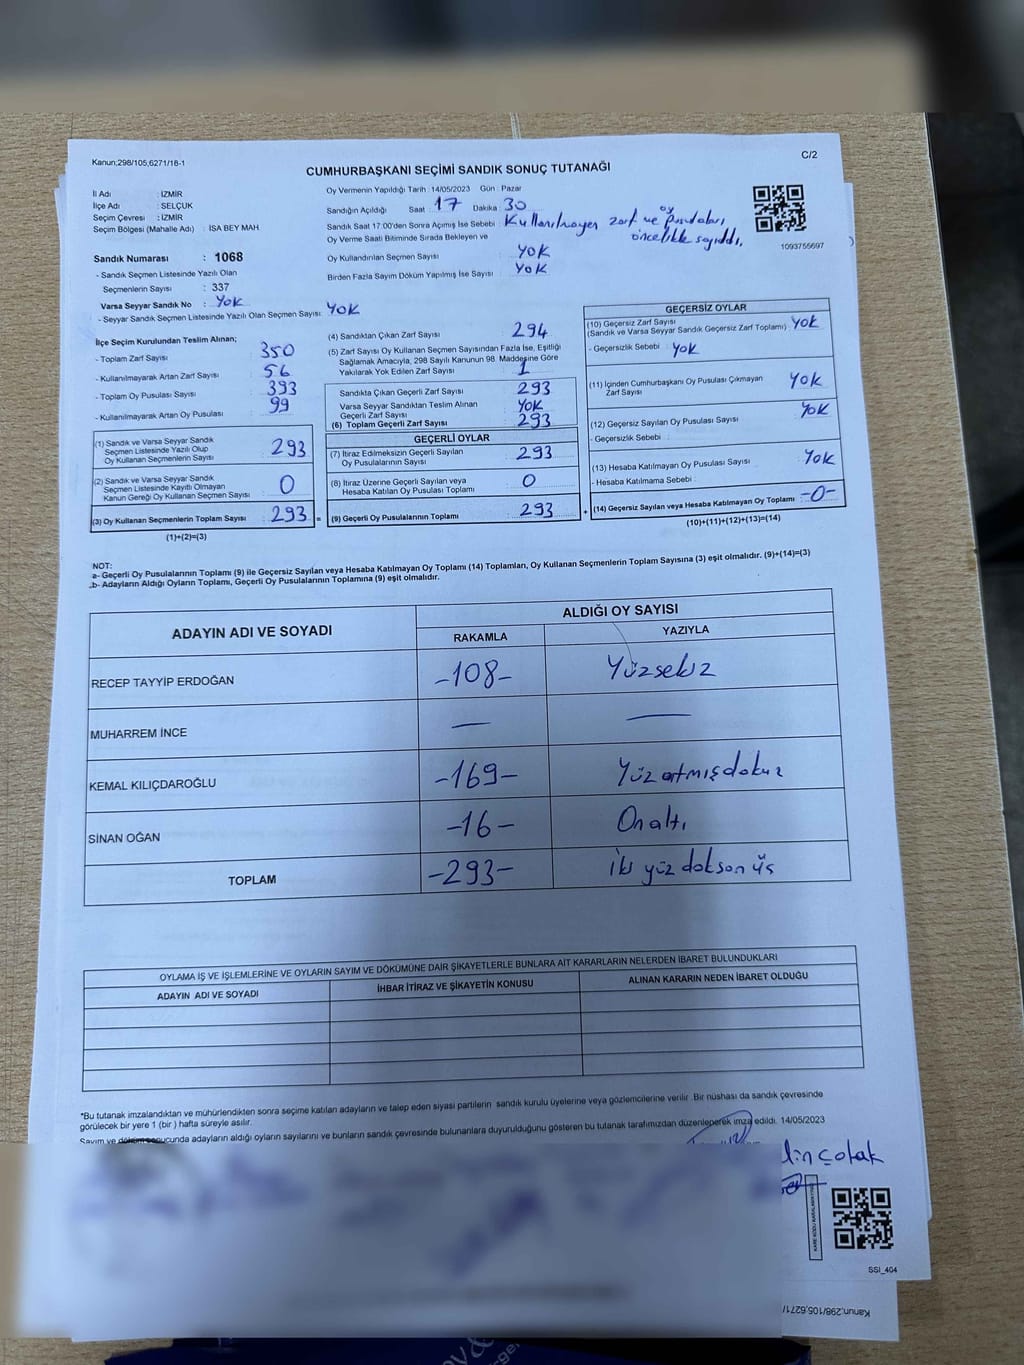 Kanun;298/105,6271/18-1
C/2
CUMHURBAŞKANI SEÇİMİ SANDIK SONUÇ TUTANAĞI
İl Adı : İZMİR
İlçe Adı : SELÇUK
Seçim Çevresi : İZMİR
Seçim Bölgesi (Mahalle Adı) : ISA BEY MAH
Sandık Numarası : 1068
- Sandık Seçmen Listesinde Yazılı Olan
Seçmenlerin Sayısı : 337
Varsa Seyyar Sandık No : Yok
- Seyyar Sandık Seçmen Listesinde Yazılı Olan Seçmen Sayısı: YOK
Oy Vermenin Yapıldığı Tarih : 14/05/2023 Gün : Pazar
Sandığın Açıldığı Saat : 17 Dakika : 30
Sandık Saat 17:00'den Sonra Açımış İse Sebebi : Kullanılmayan zarf ve oy pusulaları
öncelikle sayıldı.
Oy Verme Saati Bitiminde Sırada Bekleyen ve
Oy Kullandırılan Seçmen Sayısı : YOK
Birden Fazla Sayım Döküm Yapılmış İse Sayısı : YOK
1093755697
İlçe Seçim Kurulundan Teslim Alınan;
- Toplam Zarf Sayısı : 350
- Kullanılmayarak Artan Zarf Sayısı : 56
- Toplam Oy Pusulası Sayısı : 393
- Kullanılmayarak Artan Oy Pusulası : 99
(1) Sandık ve Varsa Seyyar Sandık
Seçmen Listesinde Yazılı Olup
Oy Kullanan Seçmenlerin Sayısı : 293
(2) Sandık ve Varsa Seyyar Sandık
Seçmen Listesinde Kayıtlı Olmayan
Kanun Gereği Oy Kullanan Seçmen Sayısı : 0
(3) Oy Kullanan Seçmenlerin Toplam Sayısı : 293 =
(1)+(2)=(3)
(4) Sandıktan Çıkan Zarf Sayısı : 294
(5) Zarf Sayısı Oy Kullanan Seçmen Sayısından Fazla İse, Eşitliği
Sağlamak Amacıyla, 298 Sayılı Kanunun 98. Maddesine Göre
Yakılarak Yok Edilen Zarf Sayısı : 1
Sandıkta Çıkan Geçerli Zarf Sayısı : 293
Varsa Seyyar Sandıktan Teslim Alınan
Geçerli Zarf Sayısı : YOK
(6) Toplam Geçerli Zarf Sayısı : 293
GEÇERLİ OYLAR
(7) İtiraz Edilmeksizin Geçerli Sayılan
Oy Pusulalarının Sayısı : 293
(8) İtiraz Üzerine Geçerli Sayılan veya
Hesaba Katılan Oy Pusulası Toplamı : 0
(9) Geçerli Oy Pusulalarının Toplamı : 293 +
GEÇERSİZ OYLAR
(10) Geçersiz Zarf Sayısı
(Sandık ve Varsa Seyyar Sandık Geçersiz Zarf Toplamı) : YOK
- Geçersizlik Sebebi : YOK
(11) İçinden Cumhurbaşkanı Oy Pusulası Çıkmayan
Zarf Sayısı : YOK
(12) Geçersiz Sayılan Oy Pusulası Sayısı : YOK
- Geçersizlik Sebebi :
(13) Hesaba Katılmayan Oy Pusulası Sayısı : Yok
- Hesaba Katılmama Sebebi :
(14) Geçersiz Sayılan veya Hesaba Katılmayan Oy Toplamı : -0-
(10)+(11)+(12)+(13)=(14)
NOT:
a- Geçerli Oy Pusulalarının Toplamı (9) ile Geçersiz Sayılan veya Hesaba Katılmayan Oy Toplamı (14) Toplamları, Oy Kullanan Seçmenlerin Toplam Sayısına (3) eşit olmalıdır. (9)+(14)=(3)
b- Adayların Aldığı Oyların Toplamı, Geçerli Oy Pusulalarının Toplamına (9) eşit olmalıdır.
ADAYIN ADI VE SOYADI ALDIĞI OY SAYISI
RAKAMLA YAZIYLA
RECEP TAYYİP ERDOĞAN -108- Yüzsekiz
MUHARREM İNCE — —
KEMAL KILIÇDAROĞLU -169- Yüz atmışdokuz
SİNAN OĞAN -16- Onaltı
TOPLAM -293- iki yüz doksan üç
OYLAMA İŞ VE İŞLEMLERİNE VE OYLARIN SAYIM VE DÖKÜMÜNE DAİR ŞİKAYETLERLE BUNLARA AİT KARARLARIN NELERDEN İBARET BULUNDUKLARI
ADAYIN ADI VE SOYADI İHBAR İTİRAZ VE ŞİKAYETİN KONUSU ALINAN KARARIN NEDEN İBARET OLDUĞU
*Bu tutanak imzalandıktan ve mühürlendikten sonra seçime katılan adayların ve talep eden siyasi partilerin sandık kurulu üyelerine veya gözlemcilerine verilir. Bir nüshası da sandık çevresinde
görülecek bir yere 1 (bir) hafta süreyle asılır.
Sayım ve döküm sonucunda adayların aldığı oyların sayılarını ve bunların sandık çevresinde bulunanlara duyurulduğunu gösteren bu tutanak tarafımızdan düzenlenerek imza edildi. 14/05/2023
lin Çolak
SSI_404
Kanun;298/105,6271/